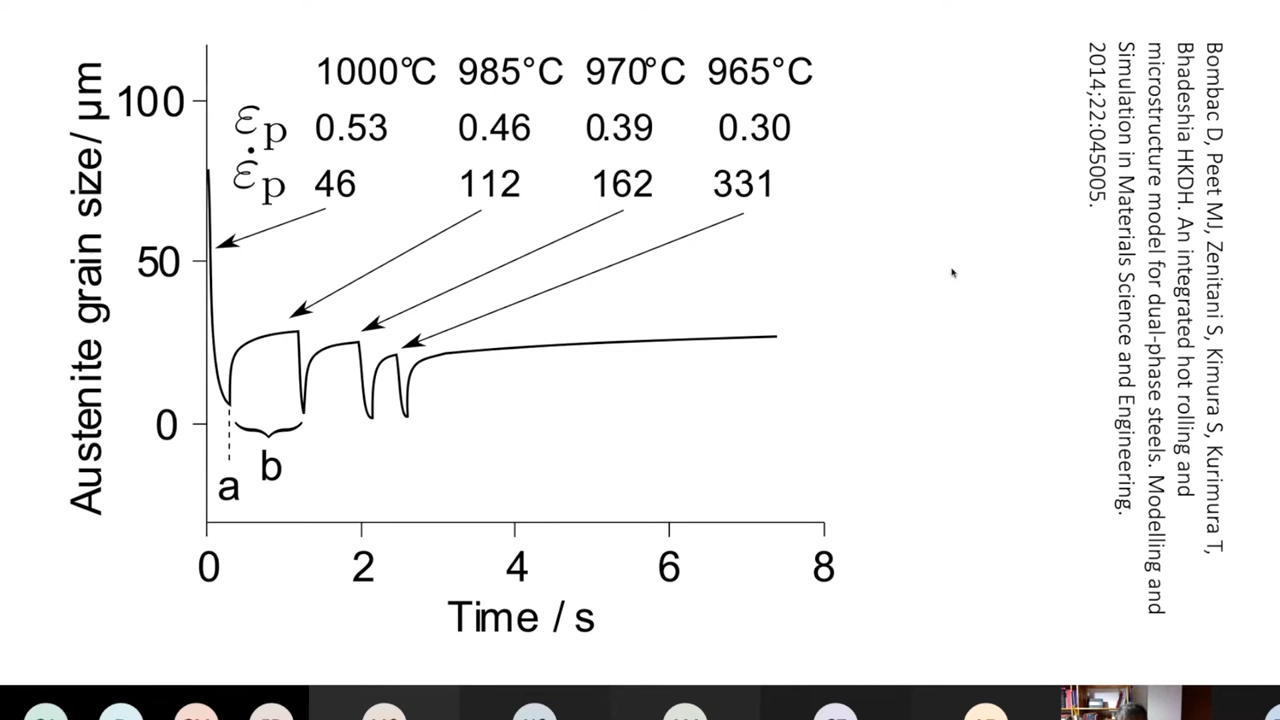 1000°C 985°C 970°C 965°C
εp 0.53 0.46 0.39 0.30
ε̇p 46 112 162 331
Austenite grain size/ µm
100
50
0
a
b
0 2 4 6 8
Time / s
Bombac D, Peet MJ, Zenitani S, Kimura S, Kurimura T,
Bhadeshia HKDH. An integrated hot rolling and
microstructure model for dual-phase steels. Modelling and
Simulation in Materials Science and Engineering.
2014;22:045005.